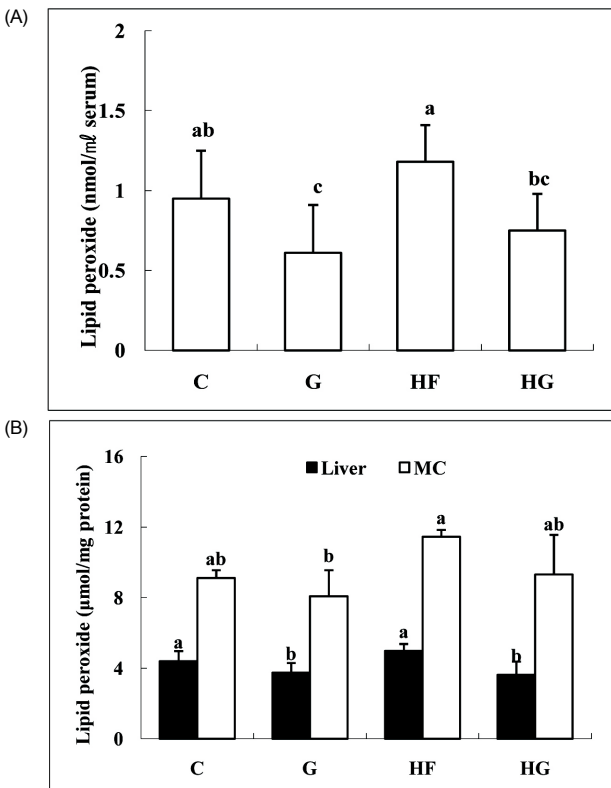 (A)
Lipid peroxide (nmol/㎖ serum)
2
1.5
1
0.5
0
ab
c
a
bc
C G HF HG
(B)
Lipid peroxide (μmol/mg protein)
16
12
8
4
0
Liver MC
a ab
b b
a a
b ab
C G HF HG